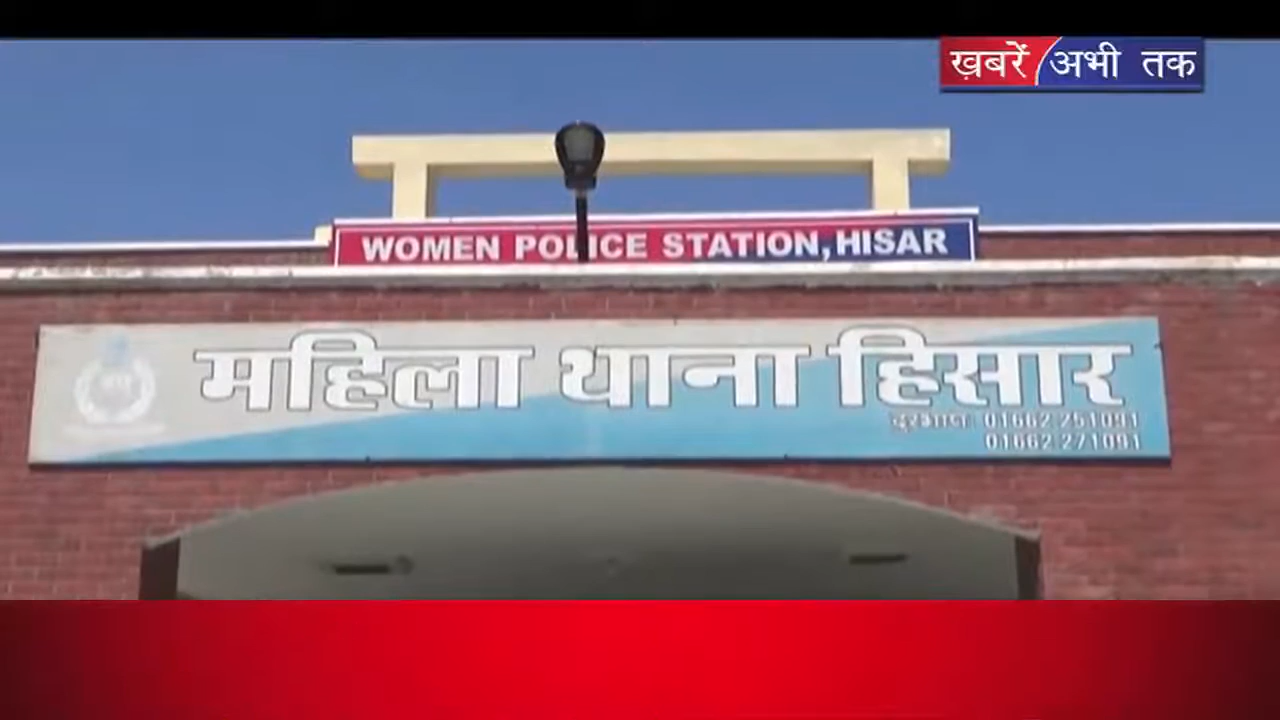 ख़बरें अभी तक
WOMEN POLICE STATION, HISAR
महिला थाना हिसार
दूरभाष: 01662 251091
01662 271091